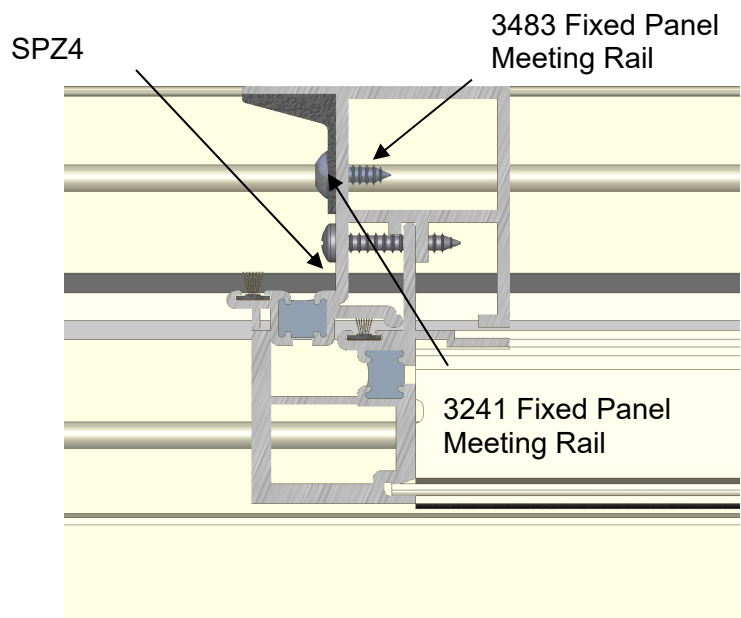 3483 Fixed Panel
Meeting Rail
SPZ4
3241 Fixed Panel
Meeting Rail